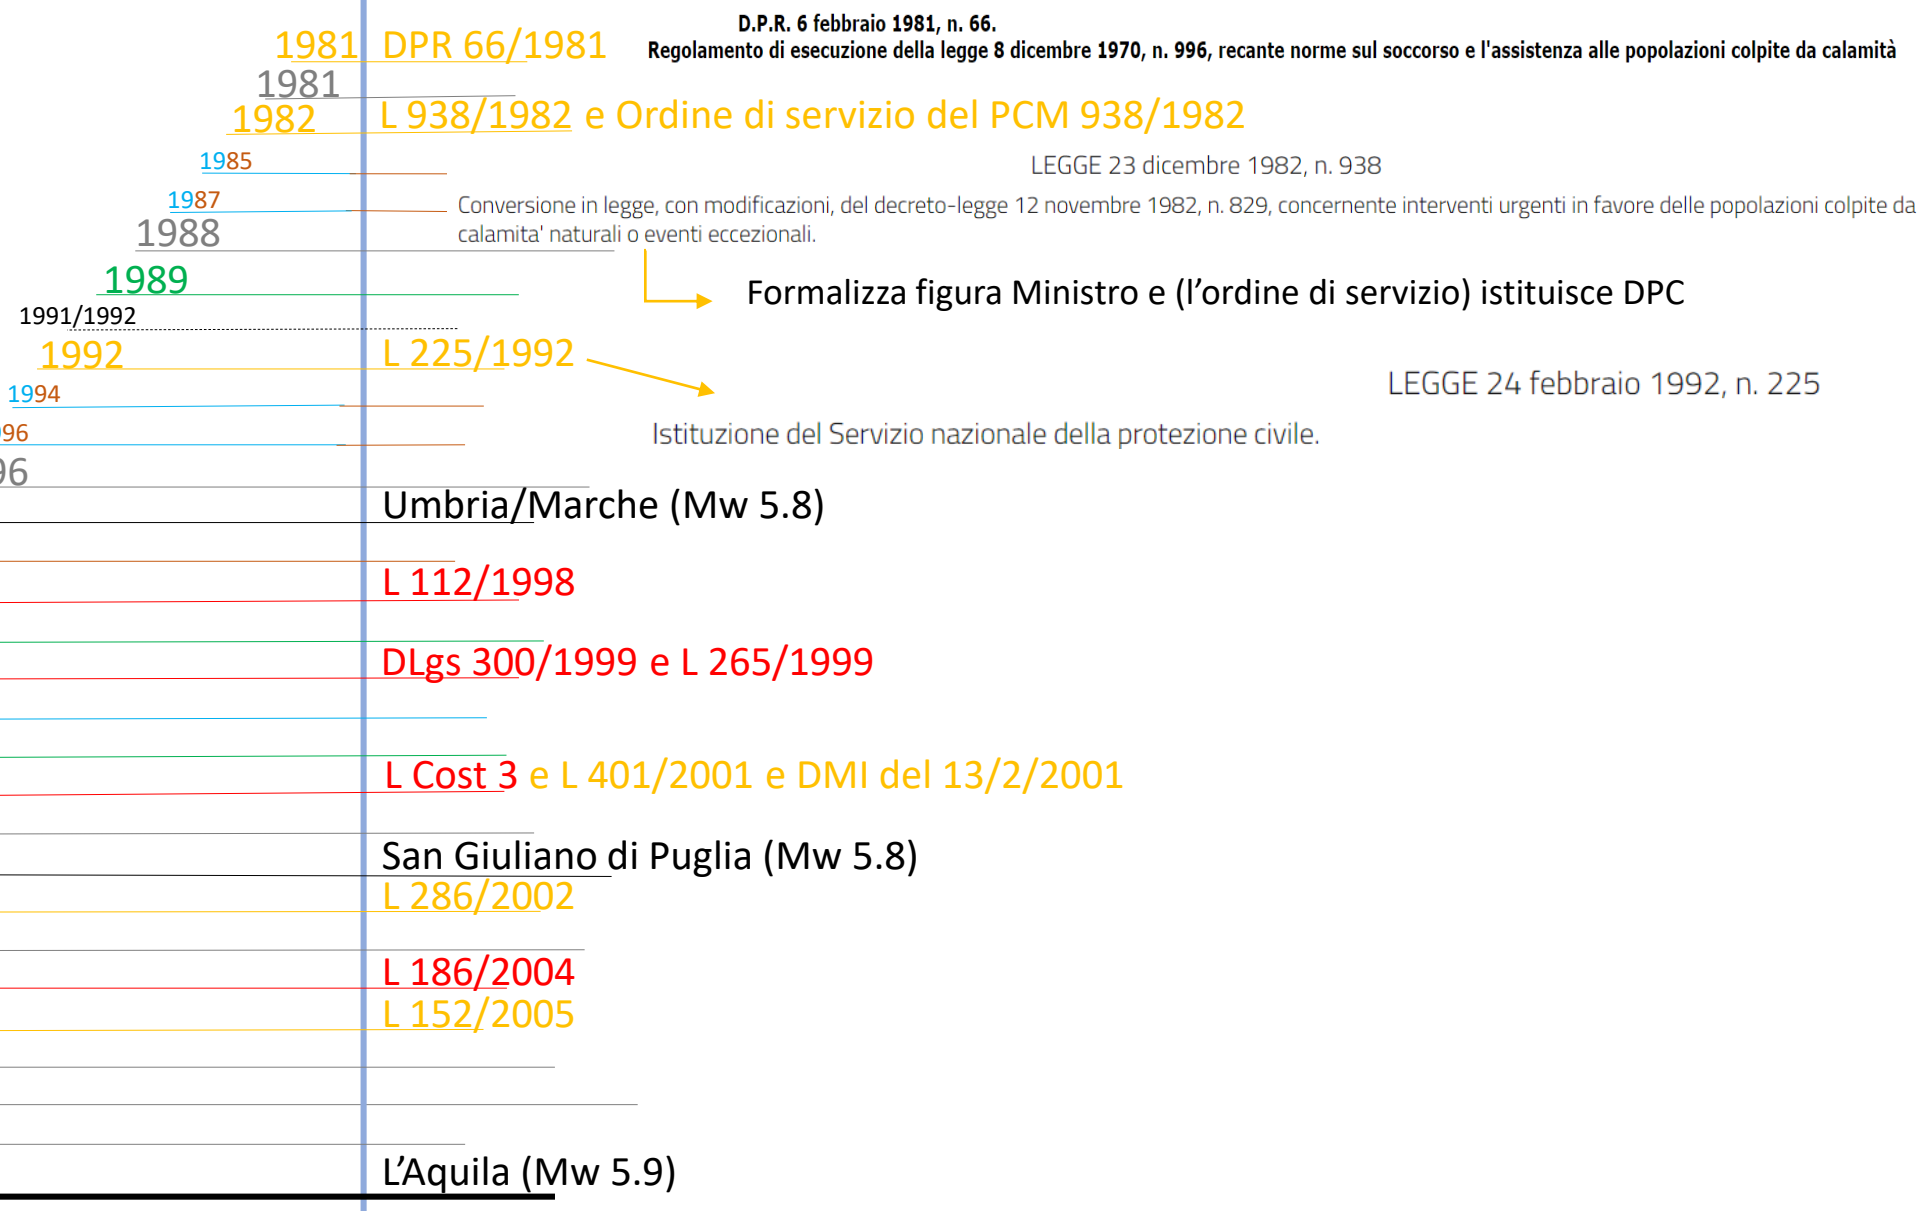 D.P.R. 6 febbraio 1981, n. 66.
1981 DPR 66/1981
Regolamento di esecuzione della legge 8 dicembre 1970, n. 996, recante norme sul soccorso e l'assistenza alle popolazioni colpite da calamità
1981
1982 L 938/1982 e Ordine di servizio del PCM 938/1982
1985
LEGGE 23 dicembre 1982, n. 938
1987
Conversione in legge, con modificazioni, del decreto-legge 12 novembre 1982, n. 829, concernente interventi urgenti in favore delle popolazioni colpite da
calamita' naturali o eventi eccezionali.
1988
1989
Formalizza figura Ministro e (l’ordine di servizio) istituisce DPC
1991/1992
1992 L 225/1992
LEGGE 24 febbraio 1992, n. 225
1994
96
Istituzione del Servizio nazionale della protezione civile.
96
Umbria/Marche (Mw 5.8)
L 112/1998
DLgs 300/1999 e L 265/1999
L Cost 3 e L 401/2001 e DMI del 13/2/2001
San Giuliano di Puglia (Mw 5.8)
L 286/2002
L 186/2004
L 152/2005
L’Aquila (Mw 5.9)